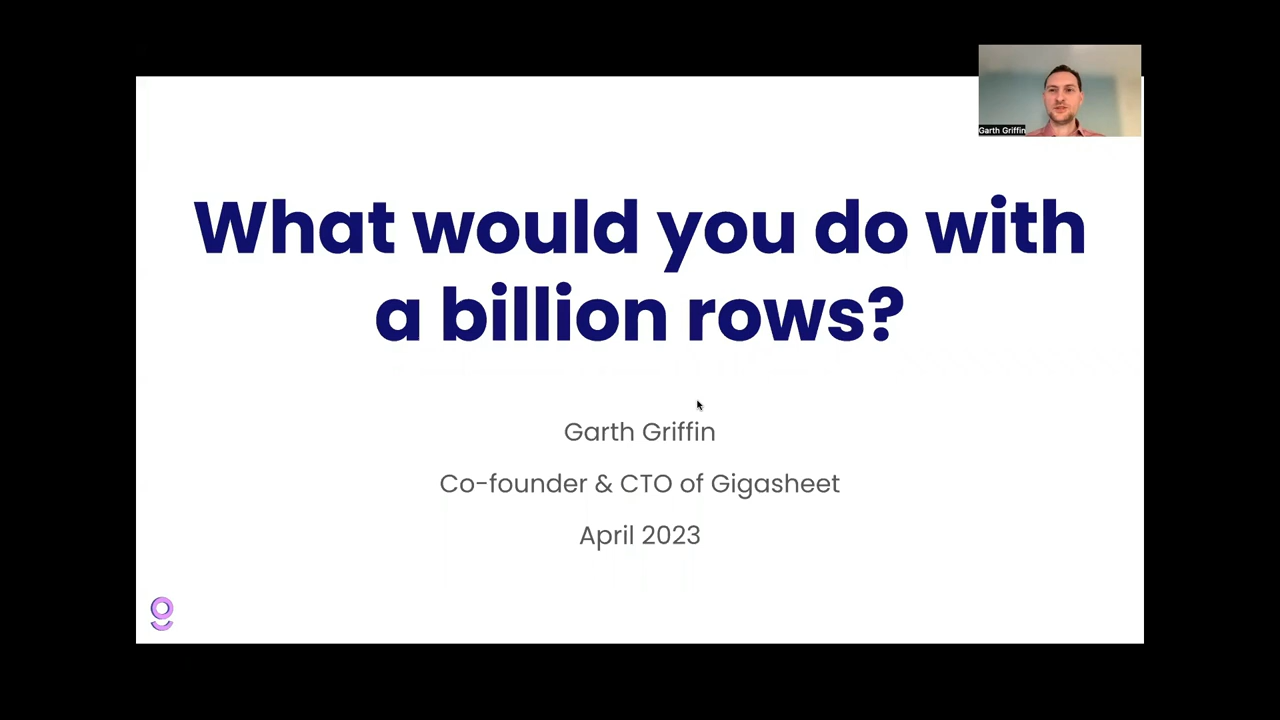 Garth Griffin
What would you do with
a billion rows?
Garth Griffin
Co-founder & CTO of Gigasheet
April 2023